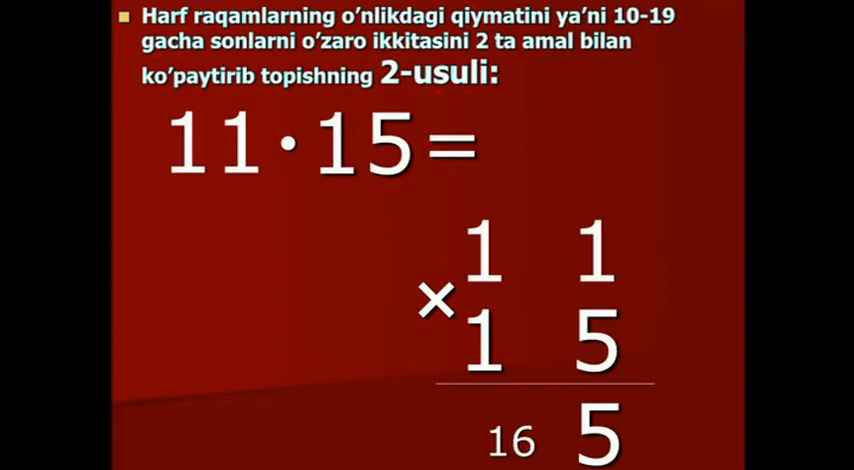 Harf raqamlarning o’nlikdagi qiymatini ya’ni 10-19
gacha sonlarni o’zaro ikkitasini 2 ta amal bilan
ko’paytirib topishning 2-usuli:
11·15=
1 1
×
1 5
16 5